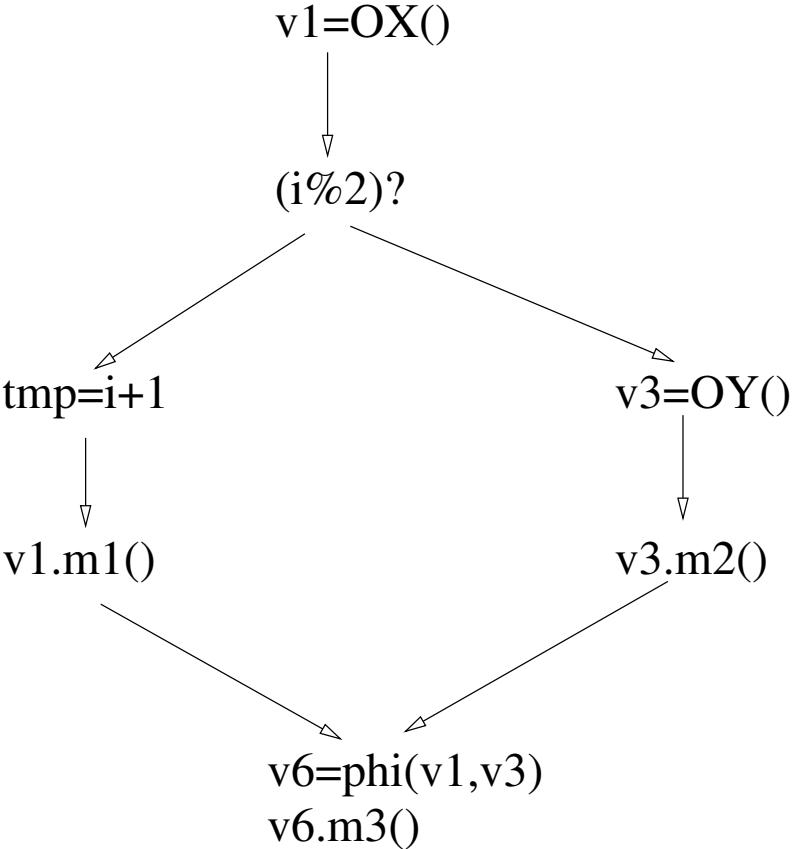 v1=OX()
(i%2)?
tmp=i+1
v3=OY()
v1.m1()
v3.m2()
v6=phi(v1,v3)
v6.m3()